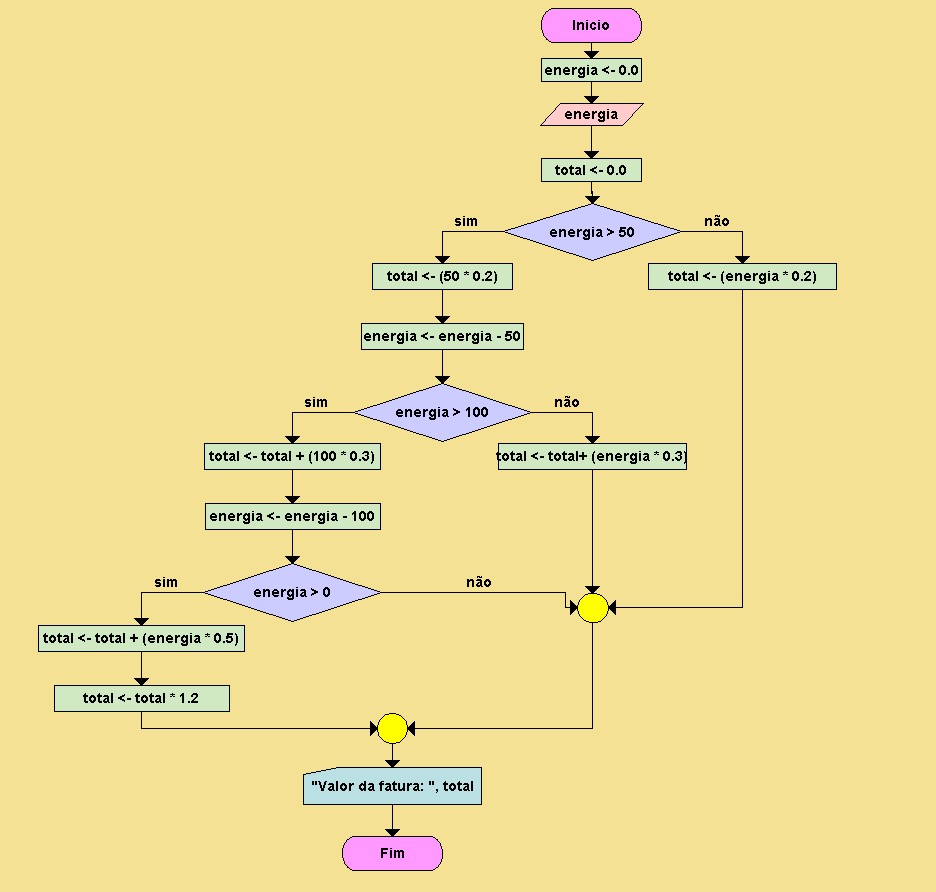 Inicio
energia <- 0.0
energia
total <- 0.0
energia > 50
sim
não
total <- (50 * 0.2)
total <- (energia * 0.2)
energia <- energia - 50
energia > 100
sim
não
total <- total + (100 * 0.3)
total <- total+ (energia * 0.3)
energia <- energia - 100
energia > 0
sim
não
total <- total + (energia * 0.5)
total <- total * 1.2
"Valor da fatura: ", total
Fim